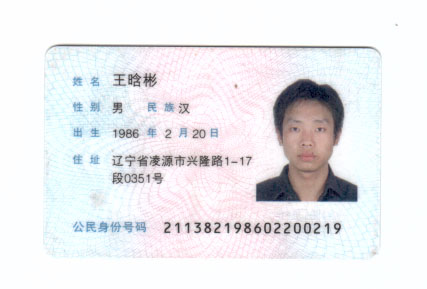 姓名 王晗彬
性别 男 民族 汉
出生 1986 年 2 月 20 日
住址 辽宁省凌源市兴隆路1-17
段0351号
公民身份号码 211382198602200219